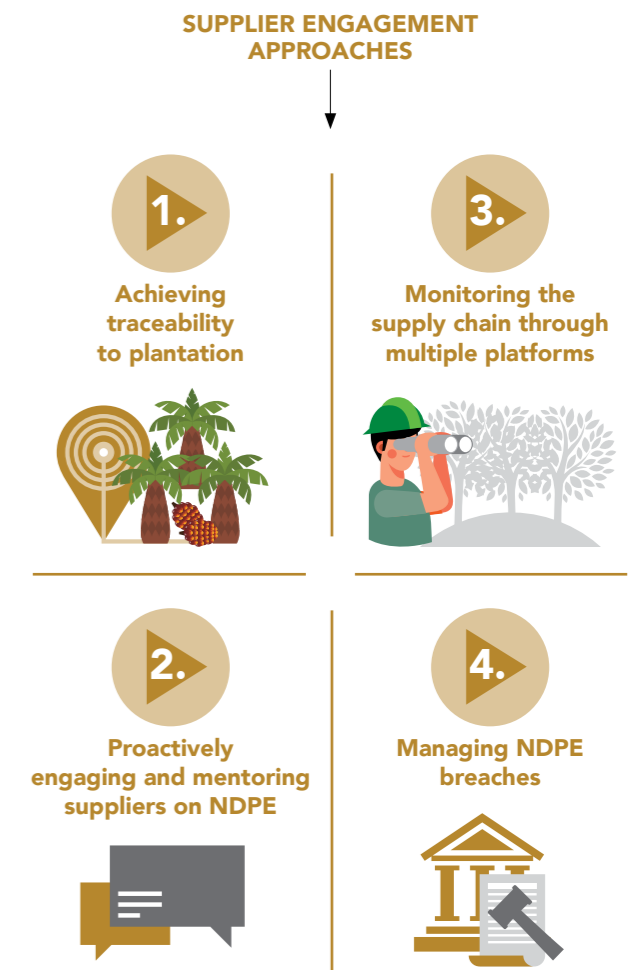 SUPPLIER ENGAGEMENT
APPROACHES
1.
Achieving
traceability
to plantation
2.
Proactively
engaging and mentoring
suppliers on NDPE
3.
Monitoring the
supply chain through
multiple platforms
4.
Managing NDPE
breaches